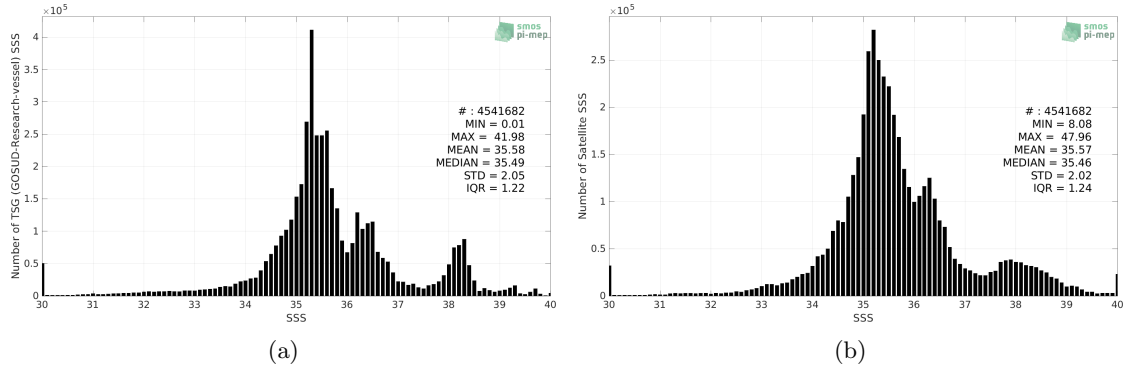 ×10⁵
Number of TSG (GOSUD-Research-vessel) SSS
4
3.5
3
2.5
2
1.5
1
0.5
0
30 31 32 33 34 35 36 37 38 39 40
SSS
smos
pi-mep
# : 4541682
MIN = 0.01
MAX = 41.98
MEAN = 35.58
MEDIAN = 35.49
STD = 2.05
IQR = 1.22
(a)
×10⁵
Number of Satellite SSS
2.5
2
1.5
1
0.5
0
30 31 32 33 34 35 36 37 38 39 40
SSS
smos
pi-mep
# : 4541682
MIN = 8.08
MAX = 47.96
MEAN = 35.57
MEDIAN = 35.46
STD = 2.02
IQR = 1.24
(b)